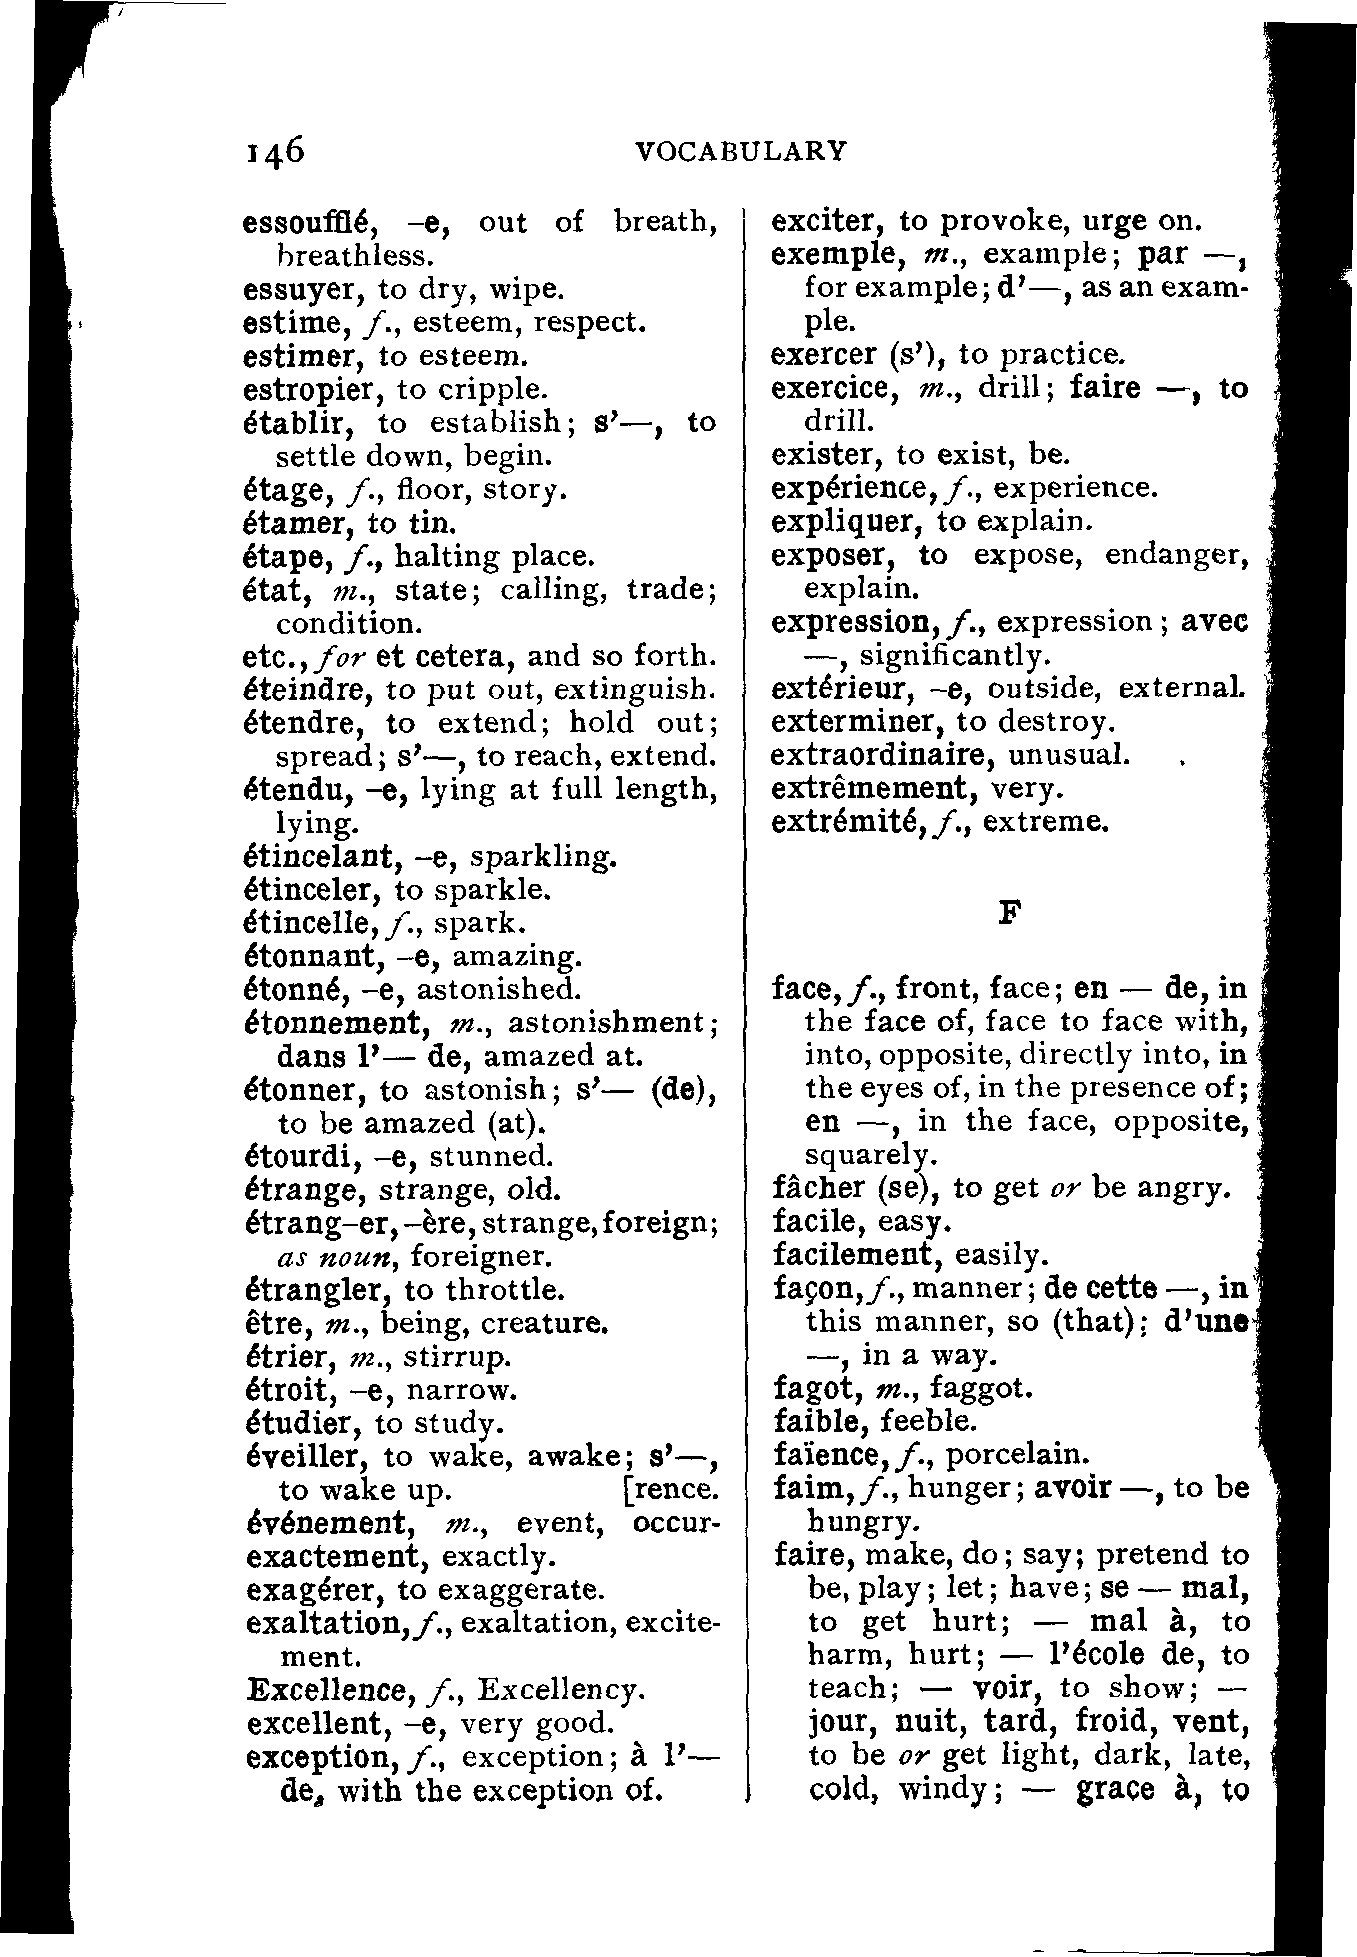 146
VOCABULARY
essoufflé, –e, out of breath,
breathless.
essuyer, to dry, wipe.
estime, f., esteem, respect.
estimer, to esteem.
estropier, to cripple.
établir, to establish; s’—, to
settle down, begin.
étage, f., floor, story.
étamer, to tin.
étape, f., halting place.
état, m., state; calling, trade;
condition.
etc., for et cetera, and so forth.
éteindre, to put out, extinguish.
étendre, to extend; hold out;
spread; s’—, to reach, extend.
étendu, –e, lying at full length,
lying.
étincelant, –e, sparkling.
étinceler, to sparkle.
étincelle, f., spark.
étonnant, –e, amazing.
étonné, –e, astonished.
étonnement, m., astonishment;
dans l’— de, amazed at.
étonner, to astonish; s’— (de),
to be amazed (at).
étourdi, –e, stunned.
étrange, strange, old.
étrang–er, –ère, strange, foreign;
as noun, foreigner.
étrangler, to throttle.
être, m., being, creature.
étrier, m., stirrup.
étroit, –e, narrow.
étudier, to study.
éveiller, to wake, awake; s’—,
to wake up. [rence.
événement, m., event, occur-
exactement, exactly.
exagérer, to exaggerate.
exaltation, f., exaltation, excite-
ment.
Excellence, f., Excellency.
excellent, –e, very good.
exception, f., exception; à l’—
de, with the exception of.
exciter, to provoke, urge on.
exemple, m., example; par —,
for example; d’—, as an exam-
ple.
exercer (s’), to practice.
exercice, m., drill; faire —, to
drill.
exister, to exist, be.
expérience, f., experience.
expliquer, to explain.
exposer, to expose, endanger,
explain.
expression, f., expression; avec
—, significantly.
extérieur, –e, outside, external.
exterminer, to destroy.
extraordinaire, unusual.
extrêmement, very.
extrémité, f., extreme.
F
face, f., front, face; en — de, in
the face of, face to face with,
into, opposite, directly into, in
the eyes of, in the presence of;
en —, in the face, opposite,
squarely.
fâcher (se), to get or be angry.
facile, easy.
facilement, easily.
façon, f., manner; de cette —, in
this manner, so (that); d’une
—, in a way.
fagot, m., faggot.
faible, feeble.
faïence, f., porcelain.
faim, f., hunger; avoir —, to be
hungry.
faire, make, do; say; pretend to
be, play; let; have; se — mal,
to get hurt; — mal à, to
harm, hurt; — l’école de, to
teach; — voir, to show; —
jour, nuit, tard, froid, vent,
to be or get light, dark, late,
cold, windy; — grace à, to